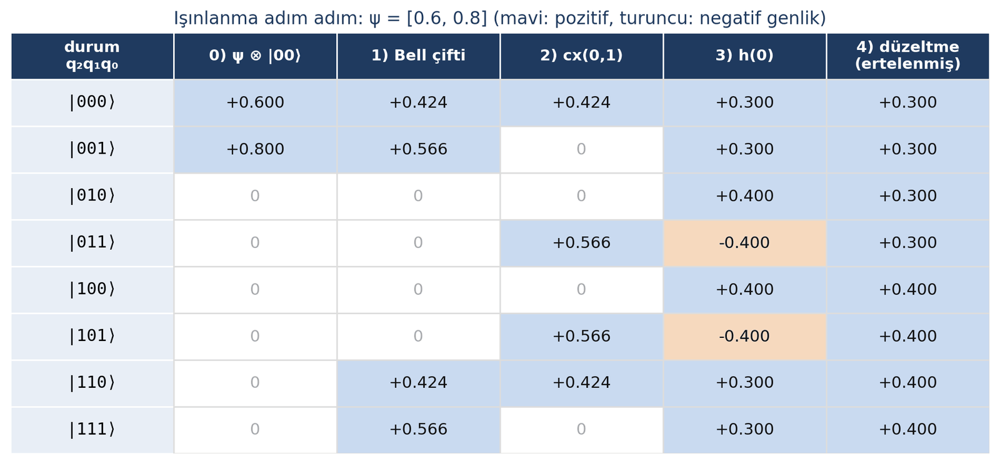 Işınlanma adım adım: ψ = [0.6, 0.8] (mavi: pozitif, turuncu: negatif genlik)
durum q₂q₁q₀ 0) ψ ⊗ |00⟩ 1) Bell çifti 2) cx(0,1) 3) h(0) 4) düzeltme (ertelenmiş)
|000⟩ +0.600 +0.424 +0.424 +0.300 +0.300
|001⟩ +0.800 +0.566 0 +0.300 +0.300
|010⟩ 0 0 0 +0.400 +0.300
|011⟩ 0 0 +0.566 -0.400 +0.300
|100⟩ 0 0 0 +0.400 +0.400
|101⟩ 0 0 +0.566 -0.400 +0.400
|110⟩ 0 +0.424 +0.424 +0.300 +0.400
|111⟩ 0 +0.566 0 +0.300 +0.400